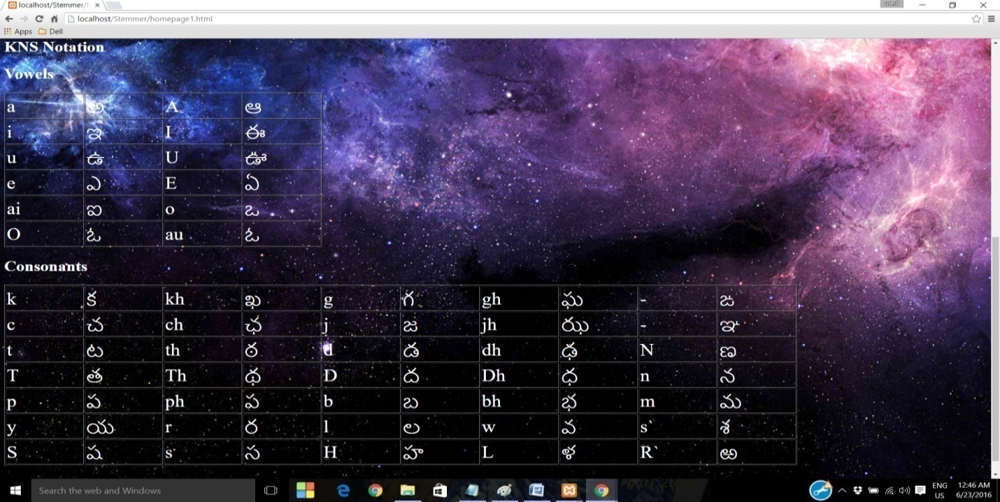 localhost/Stemmer/
user0
localhost/Stemmer/homepage1.html
Apps Dell
KNS Notation
Vowels
a అ A ఆ
i ఇ I ఈ
u ఉ U ఊ
e ఎ E ఏ
ai ఐ o ఒ
O ఓ au ఓ
Consonants
k క kh ఖ g గ gh ఘ - ఙ
c చ ch ఛ j జ jh ఝ - ఞ
t ట th ఠ d డ dh ఢ N ణ
T త Th థ D ద Dh ధ n న
p ప ph ఫ b బ bh భ m మ
y య r ర l ల w వ s` శ
S ష s స H హ L ళ R` ఱ
Search the web and Windows
ENG 12:46 AM
US 6/23/2016